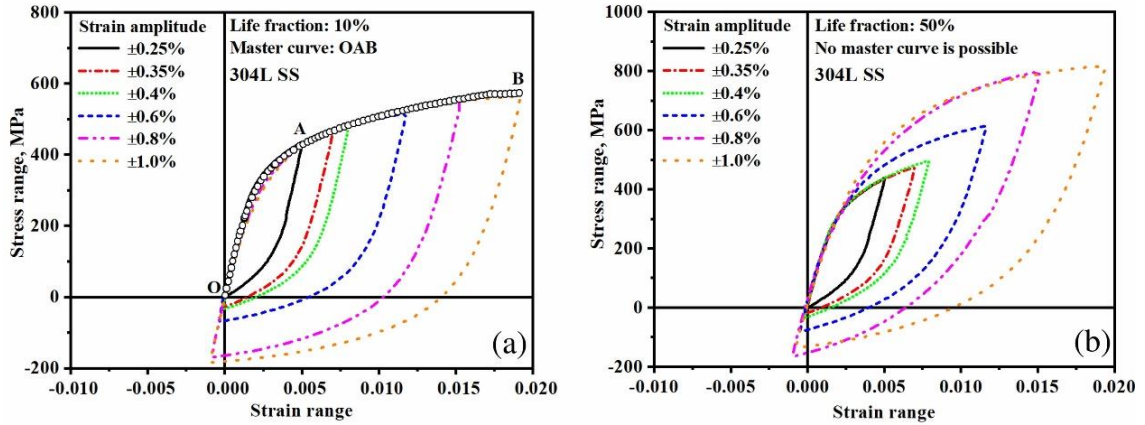 Strain amplitude
±0.25%
±0.35%
±0.4%
±0.6%
±0.8%
±1.0%
Life fraction: 10%
Master curve: OAB
304L SS
O
A
B
(a)
800
600
400
200
0
-200
-0.010
-0.005
0.000
0.005
0.010
0.015
0.020
Stress range, MPa
Strain range
Strain amplitude
±0.25%
±0.35%
±0.4%
±0.6%
±0.8%
±1.0%
Life fraction: 50%
No master curve is possible
304L SS
(b)
1000
800
600
400
200
0
-200
-0.010
-0.005
0.000
0.005
0.010
0.015
0.020
Stress range, MPa
Strain range